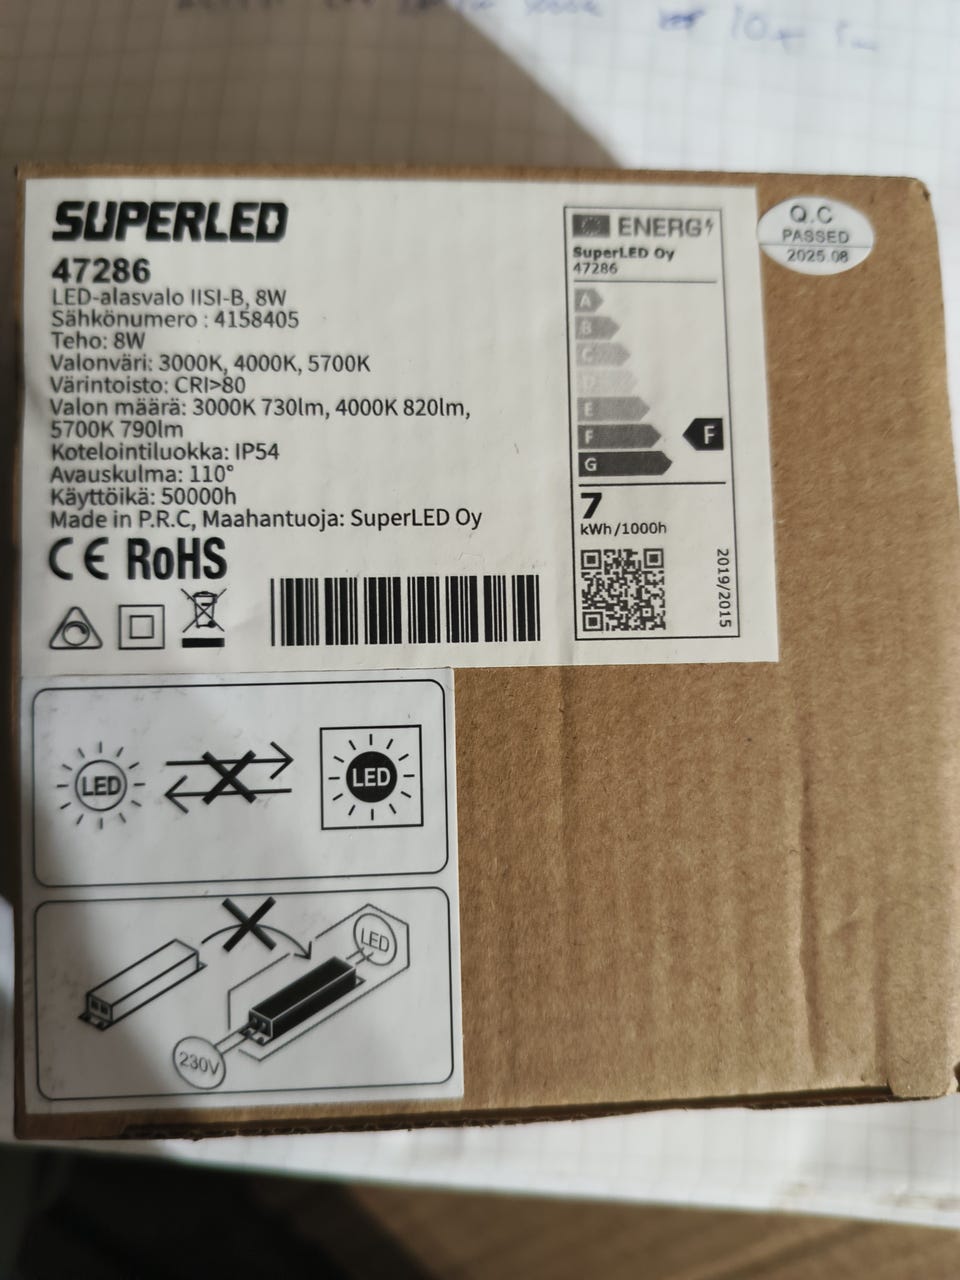 SUPERLED
47286
LED-alasvalo IISI-B, 8W
Sähkönumero : 4158405
Teho: 8W
Valonväri: 3000K, 4000K, 5700K
Värintoisto: CRI>80
Valon määrä: 3000K 730lm, 4000K 820lm,
5700K 790lm
Kotelointiluokka: IP54
Avauskulma: 110°
Käyttöikä: 50000h
Made in P.R.C, Maahantuoja: SuperLED Oy
CE RoHS
ENERG
SuperLED Oy
47286
A
B
C
D
E
F
F
G
7
kWh/1000h
2019/2015
Q.C
PASSED
2025.08
LED
LED
LED
230V